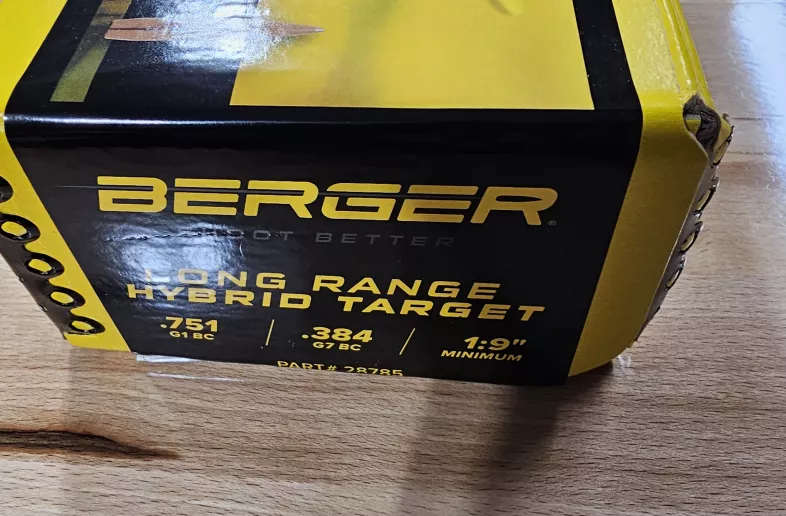 BERGER
SHOOT BETTER
LONG RANGE
HYBRID TARGET
.751 / .384 / 1:9"
G1 BC G7 BC MINIMUM
PART# 28785